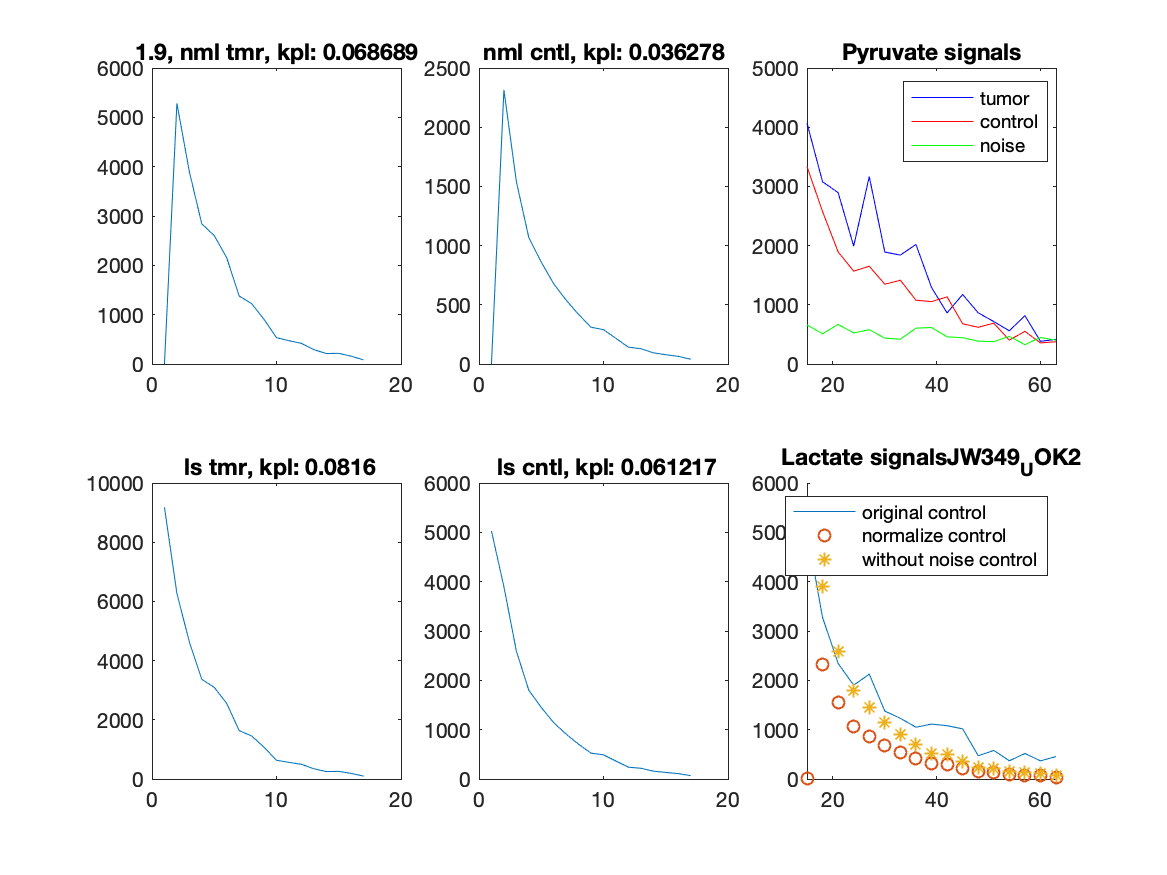 1.9, nml tmr, kpl: 0.068689
6000
5000
4000
3000
2000
1000
0
0 10 20
nml cntl, kpl: 0.036278
2500
2000
1500
1000
500
0
0 10 20
Pyruvate signals
5000
4000
3000
2000
1000
0
20 40 60
tumor
control
noise
ls tmr, kpl: 0.0816
10000
8000
6000
4000
2000
0
0 10 20
ls cntl, kpl: 0.061217
6000
5000
4000
3000
2000
1000
0
0 10 20
Lactate signalsJW349UOK2
6000
5000
4000
3000
2000
1000
0
20 40 60
original control
normalize control
without noise control